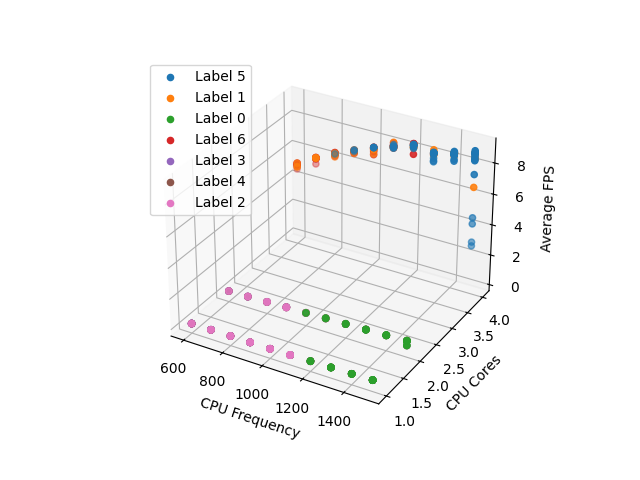 Label 5
Label 1
Label 0
Label 6
Label 3
Label 4
Label 2
8
6
4
2
0
Average FPS
4.0
3.5
3.0
2.5
2.0
1.5
1.0
CPU Cores
600
800
1000
1200
1400
CPU Frequency